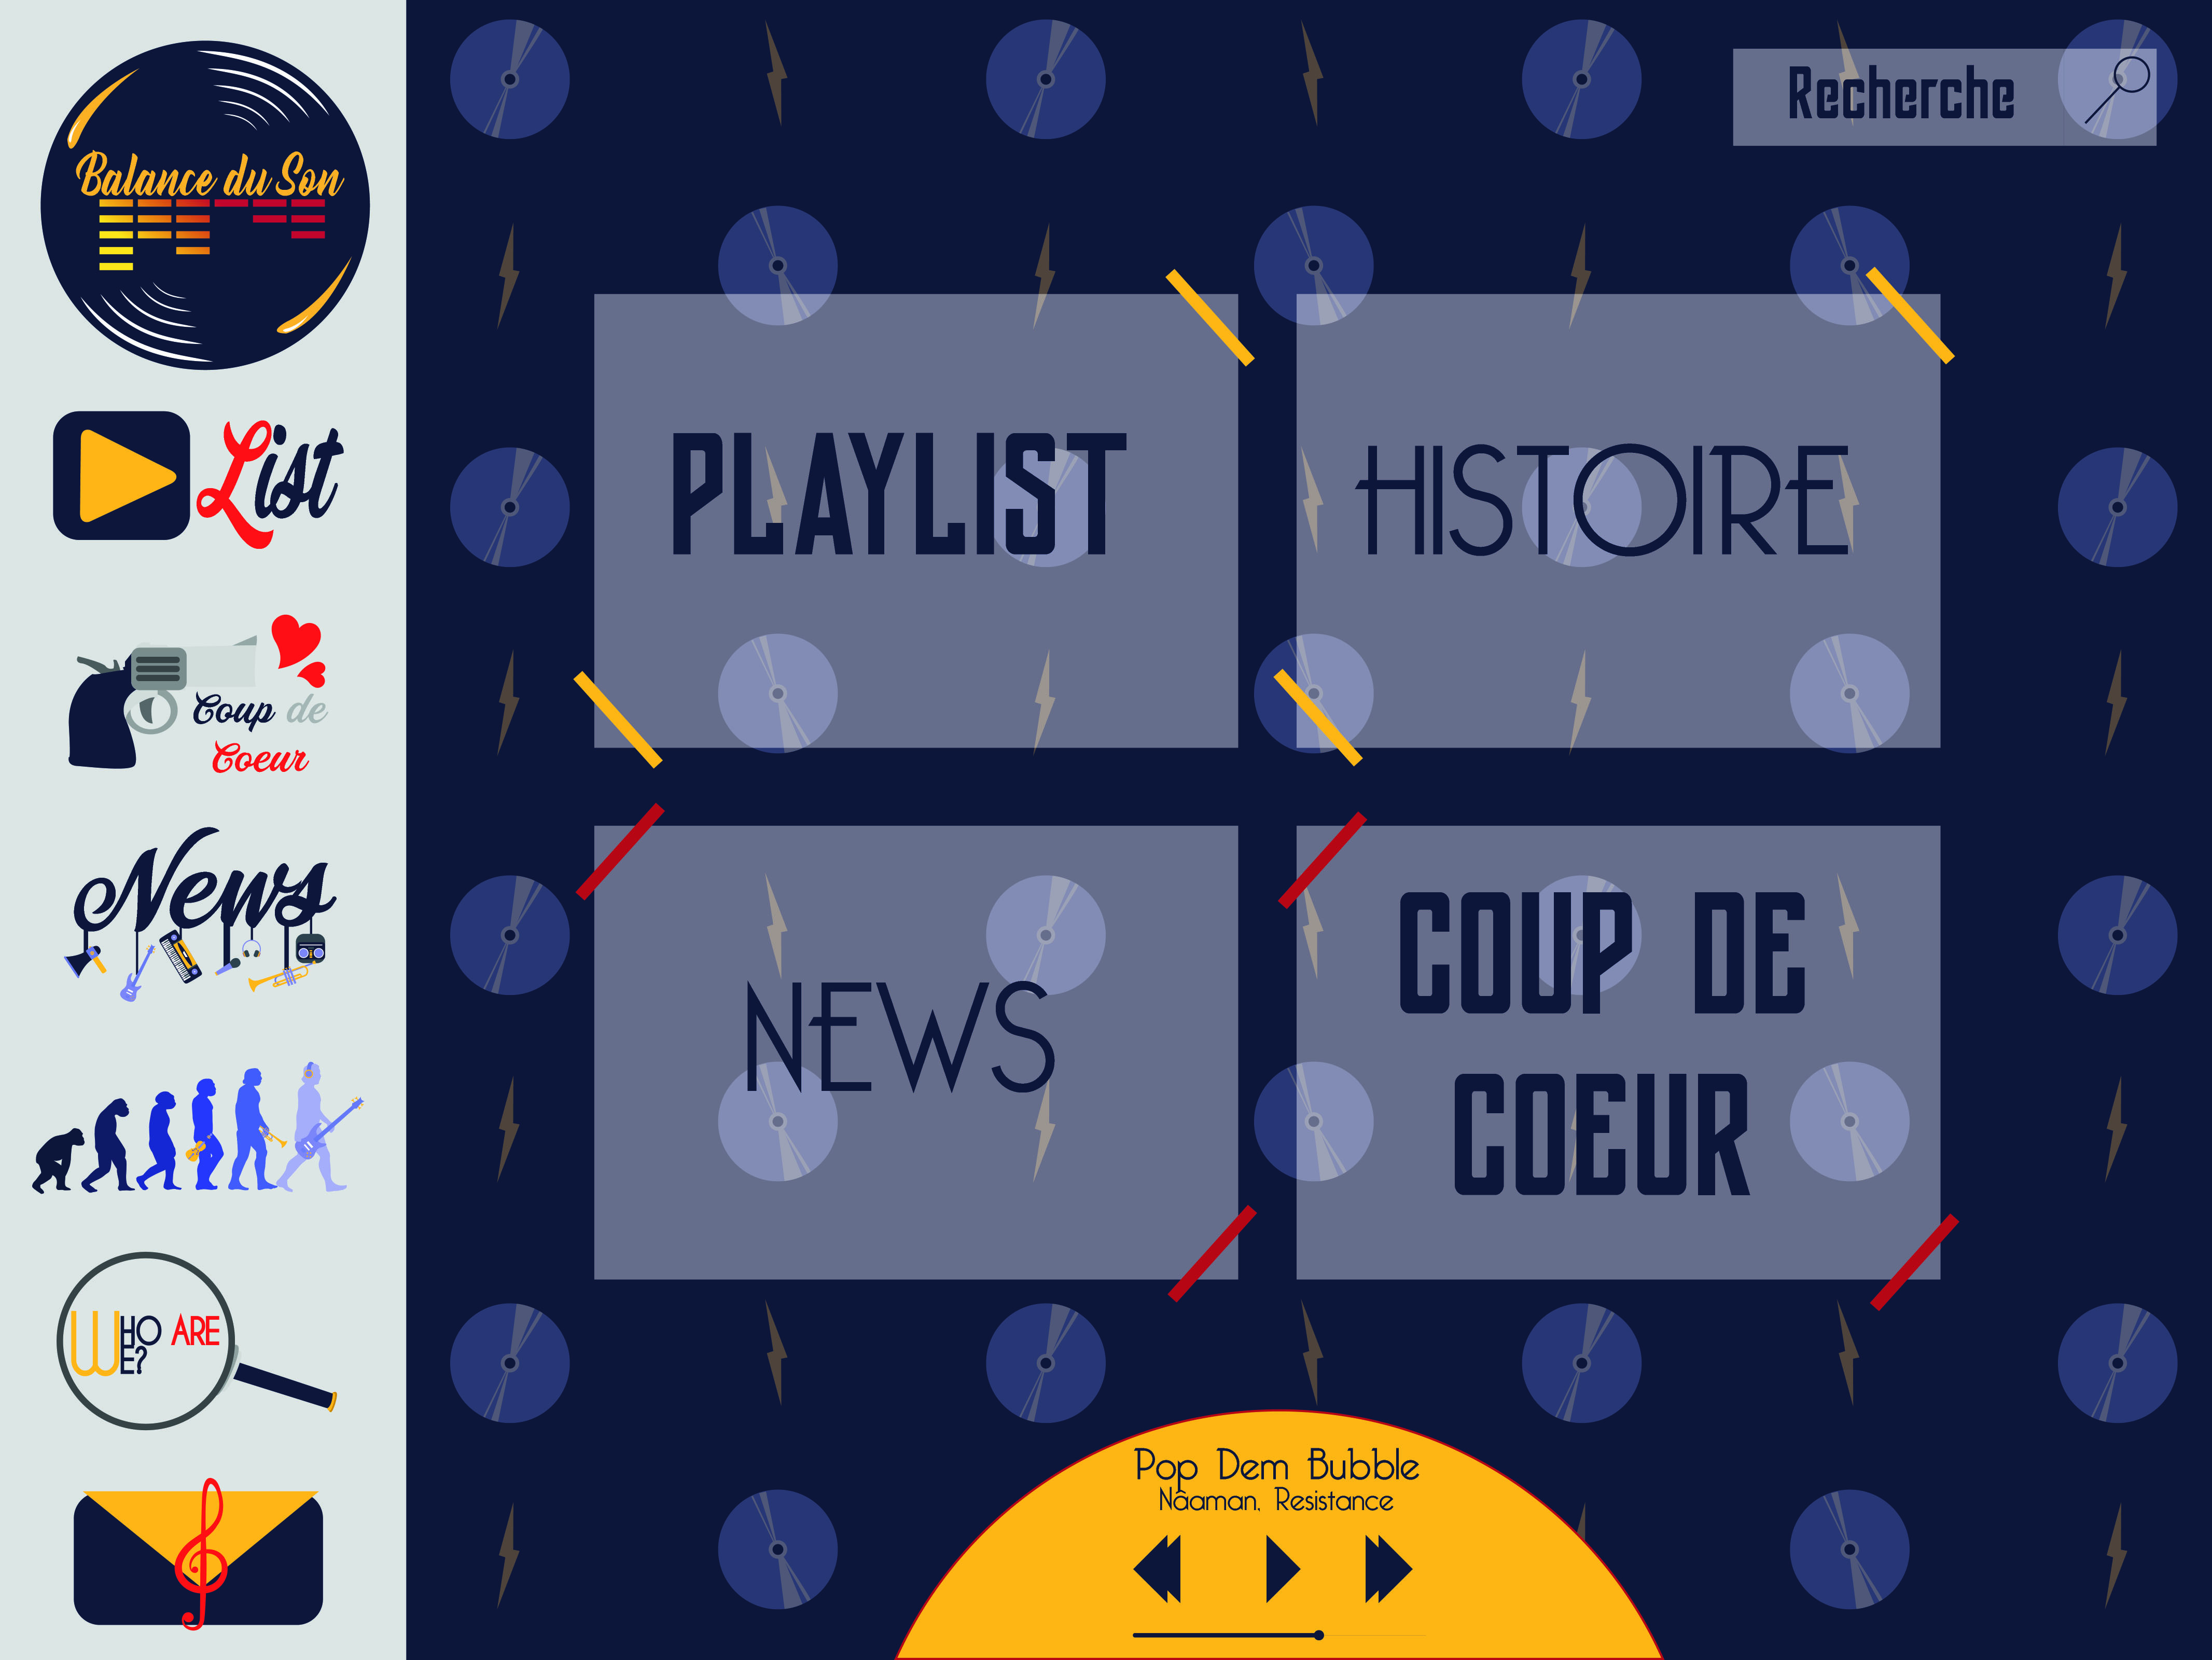 Balance du Son
List
Coup de
Coeur
News
WHO ARE
WE?
Recherche
PLAYLIST
HISTOIRE
NEWS
COUP DE
COEUR
Pop Dem Bubble
Nâaman, Resistance